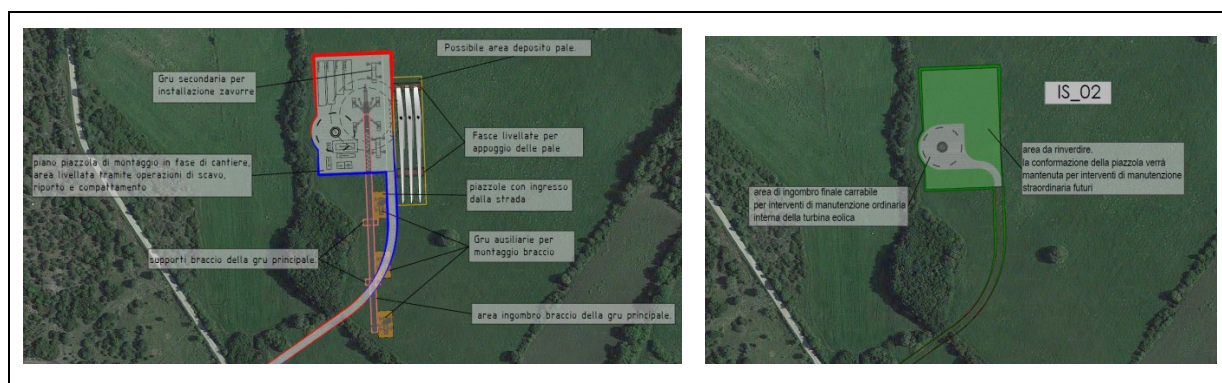 Possibile area deposito pale.
Gru secondaria per
installazione zavorre
Fasce livellate per
appoggio delle pale
piano piazzola di montaggio in fase di cantiere,
area livellata tramite operazioni di scavo,
riporto e compattamento
piazzole con ingresso
dalla strada
Gru ausiliarie per
montaggio braccio
supporti braccio della gru principale.
area ingombro braccio della gru principale.
IS_02
area da rinverdire.
la conformazione della piazzola verrà
mantenuta per interventi di manutenzione
straordinaria futuri
area di ingombro finale carrabile
per interventi di manutenzione ordinaria
interna della turbina eolica